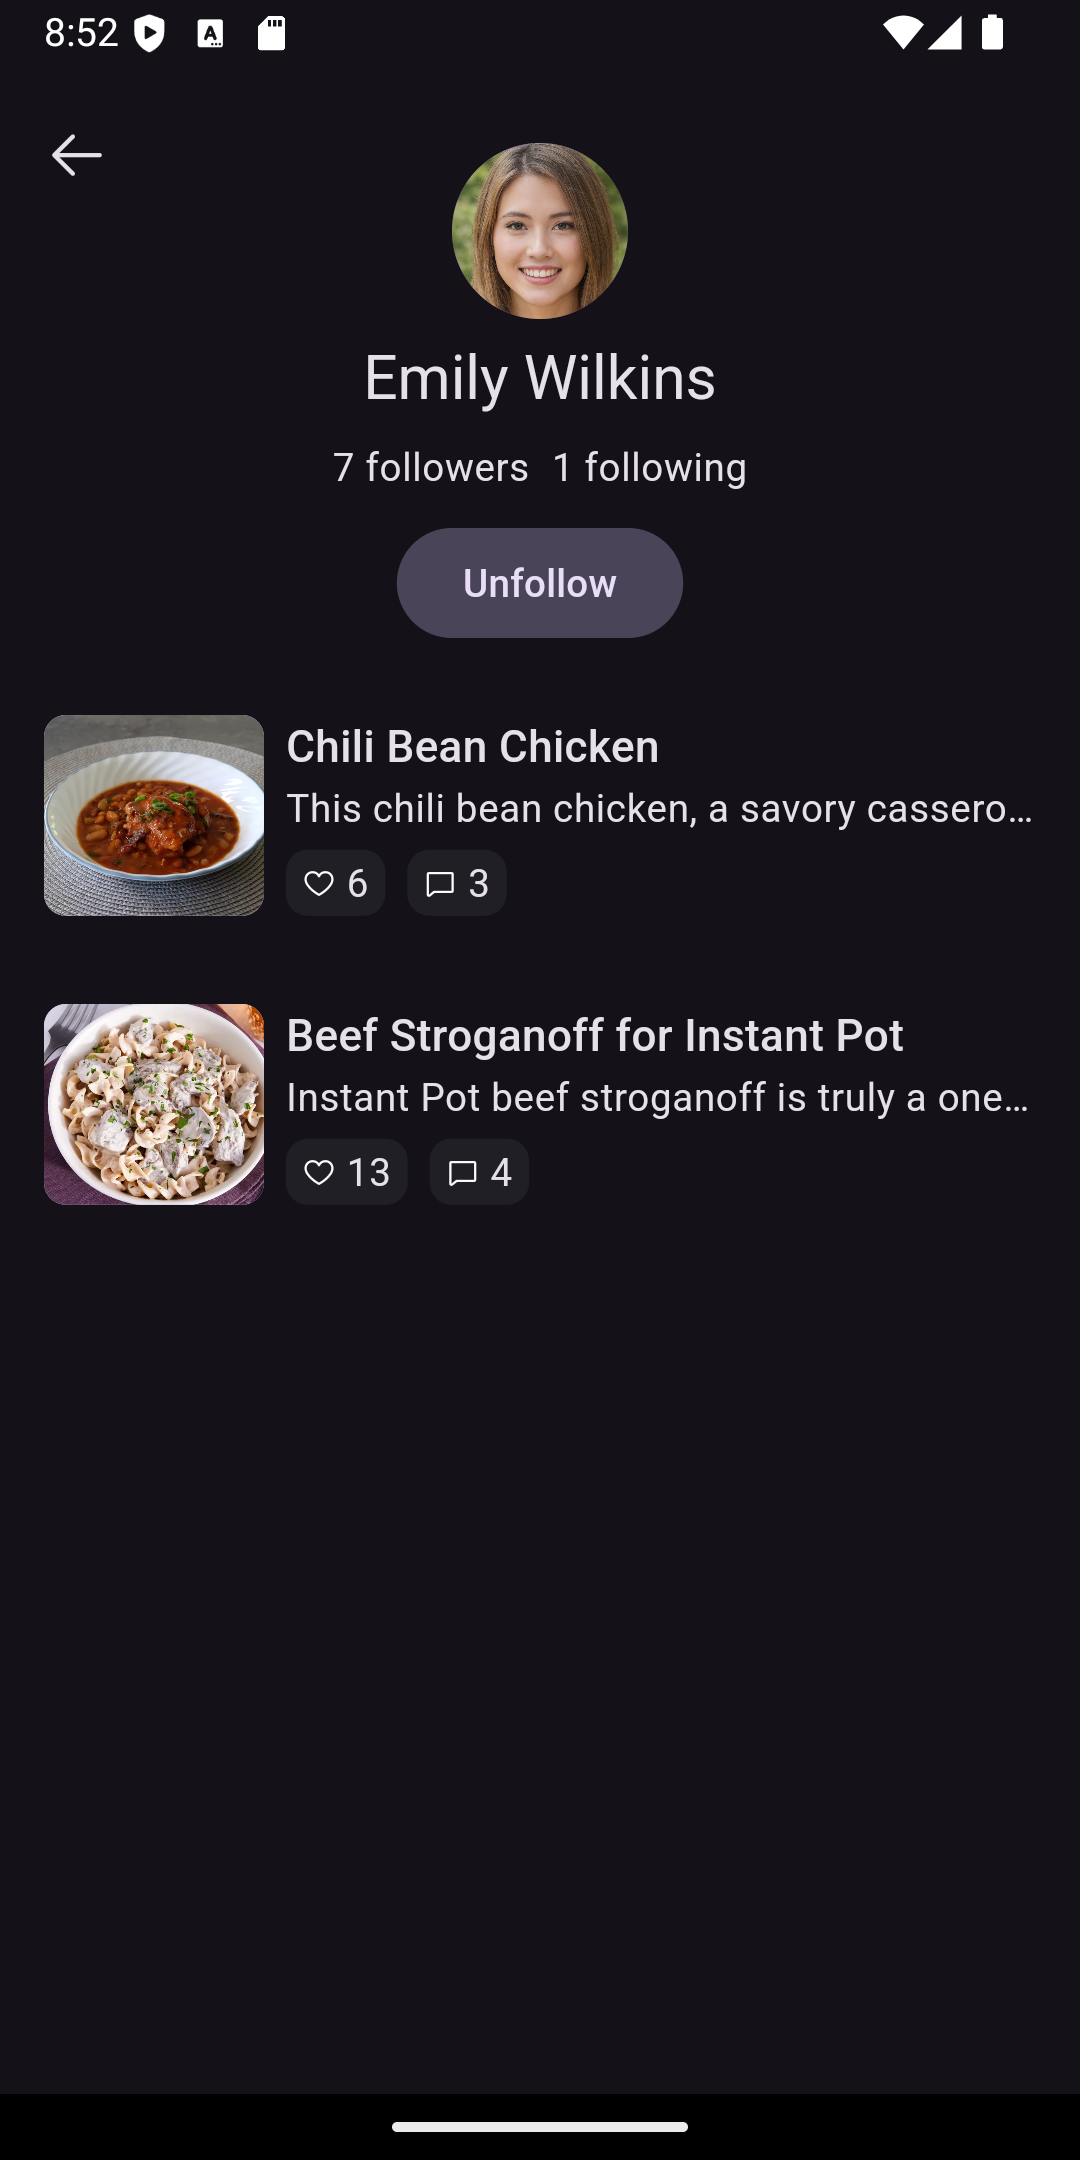 8:52
Emily Wilkins
7 followers 1 following
Unfollow
Chili Bean Chicken
This chili bean chicken, a savory cassero…
6 3
Beef Stroganoff for Instant Pot
Instant Pot beef stroganoff is truly a one…
13 4